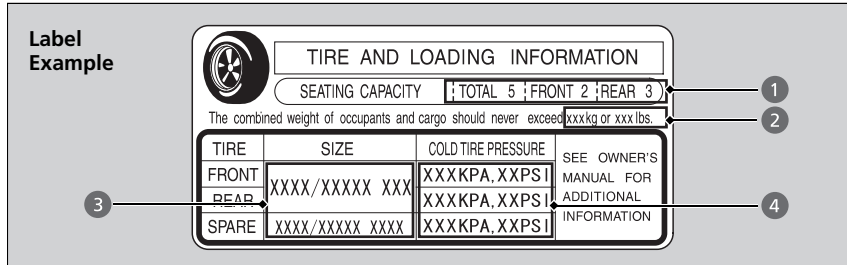 Label
Example
TIRE AND LOADING INFORMATION
SEATING CAPACITY TOTAL 5 FRONT 2 REAR 3
1
The combined weight of occupants and cargo should never exceed xxxkg or xxx lbs.
2
TIRE SIZE COLD TIRE PRESSURE SEE OWNER'S
MANUAL FOR
ADDITIONAL
INFORMATION
FRONT XXXX/XXXXX XXX XXXKPA,XXPSI
REAR XXXKPA,XXPSI
SPARE XXXX/XXXXX XXXX XXXKPA,XXPSI
3
4